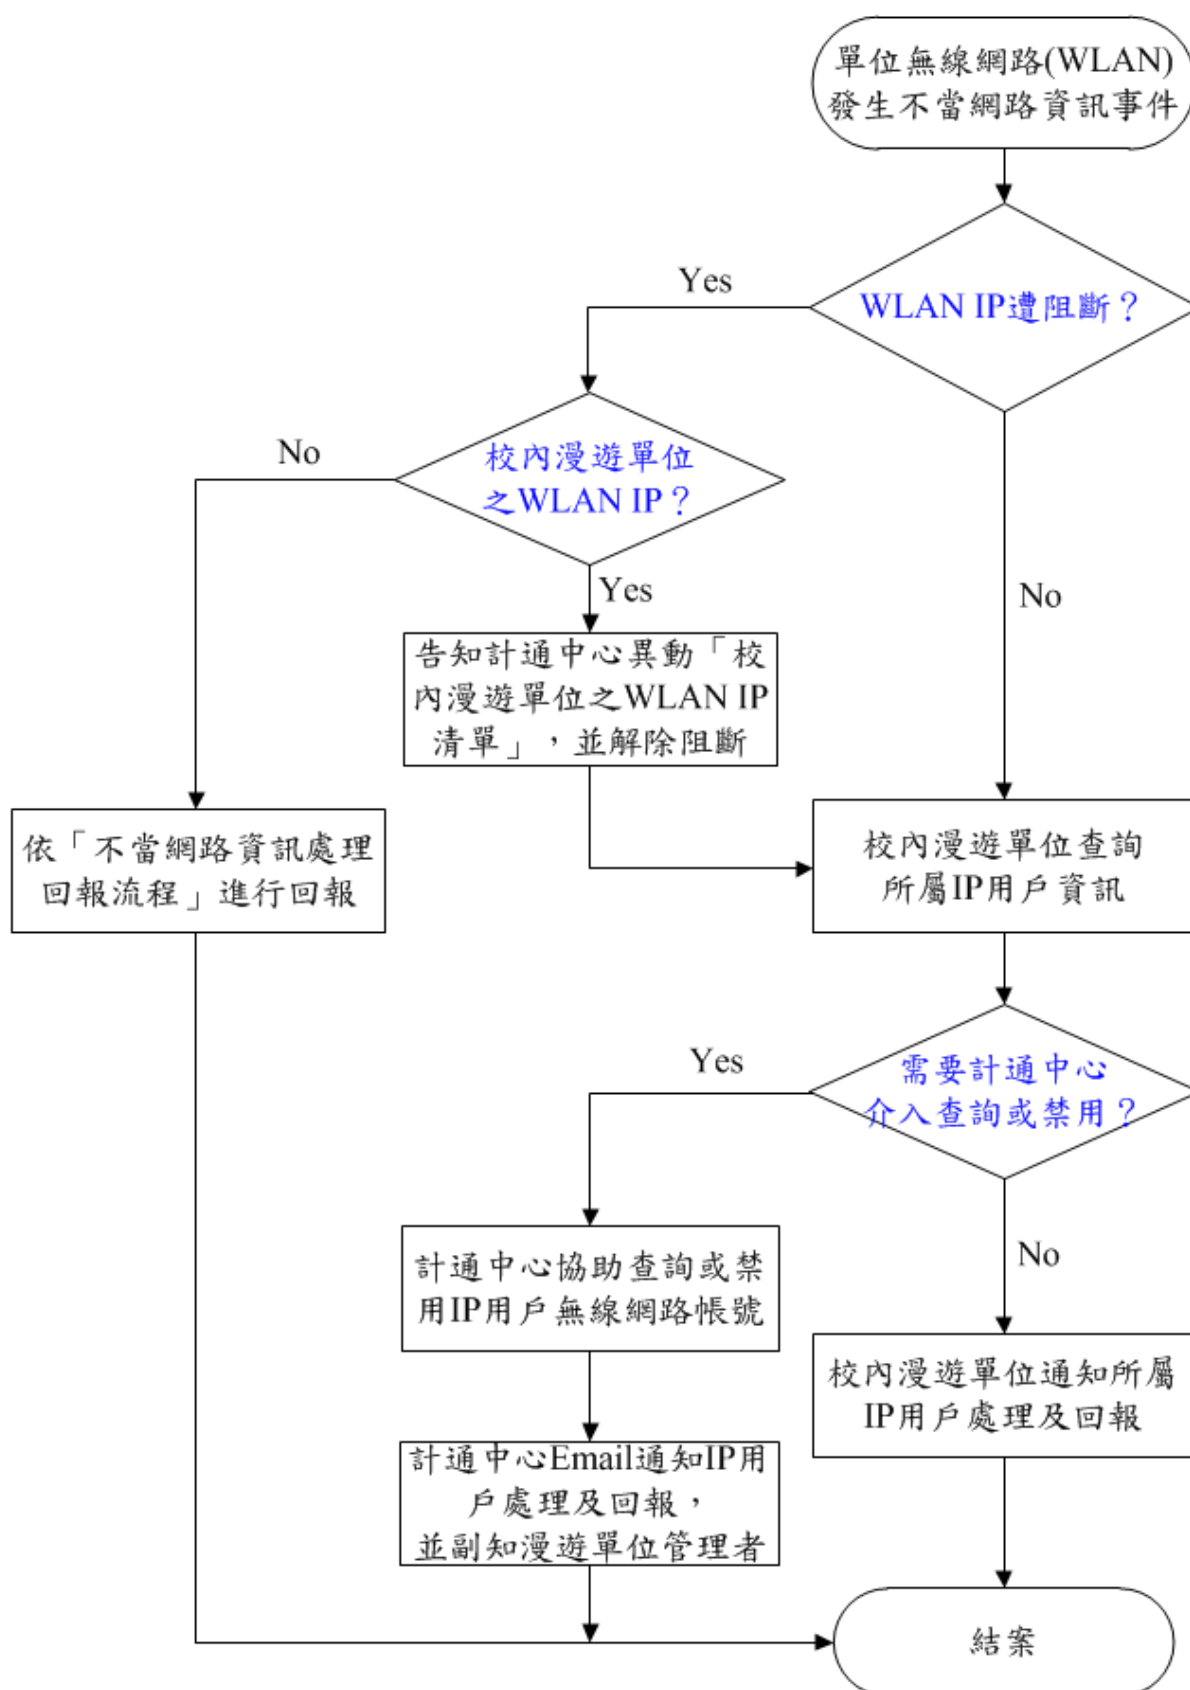 單位無線網路(WLAN)
發生不當網路資訊事件
Yes
WLAN IP遭阻斷？
No
校內漫遊單位
之WLAN IP？
Yes
No
告知計通中心異動「校
內漫遊單位之WLAN IP
清單」，並解除阻斷
依「不當網路資訊處理
回報流程」進行回報
校內漫遊單位查詢
所屬IP用戶資訊
Yes
需要計通中心
介入查詢或禁用？
No
計通中心協助查詢或禁
用IP用戶無線網路帳號
校內漫遊單位通知所屬
IP用戶處理及回報
計通中心Email通知IP用
戶處理及回報，
並副知漫遊單位管理者
結案